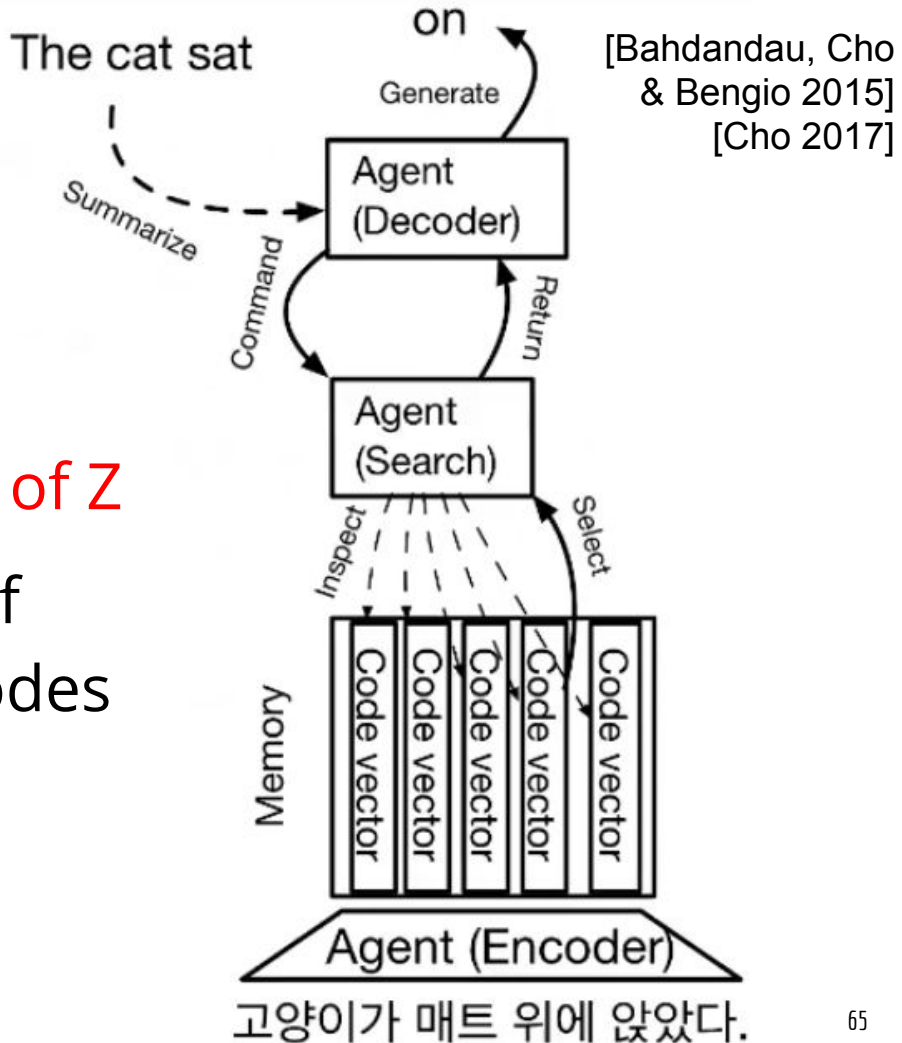 on
The cat sat
[Bahdandau, Cho
& Bengio 2015]
[Cho 2017]
Generate
Agent
(Decoder)
Summarize
Command
Return
Agent
(Search)
of Z
f
odes
Inspect
Select
Memory
Code vector
Code vector
Code vector
Code vector
Code vector
Agent (Encoder)
고양이가 매트 위에 앉았다.
65